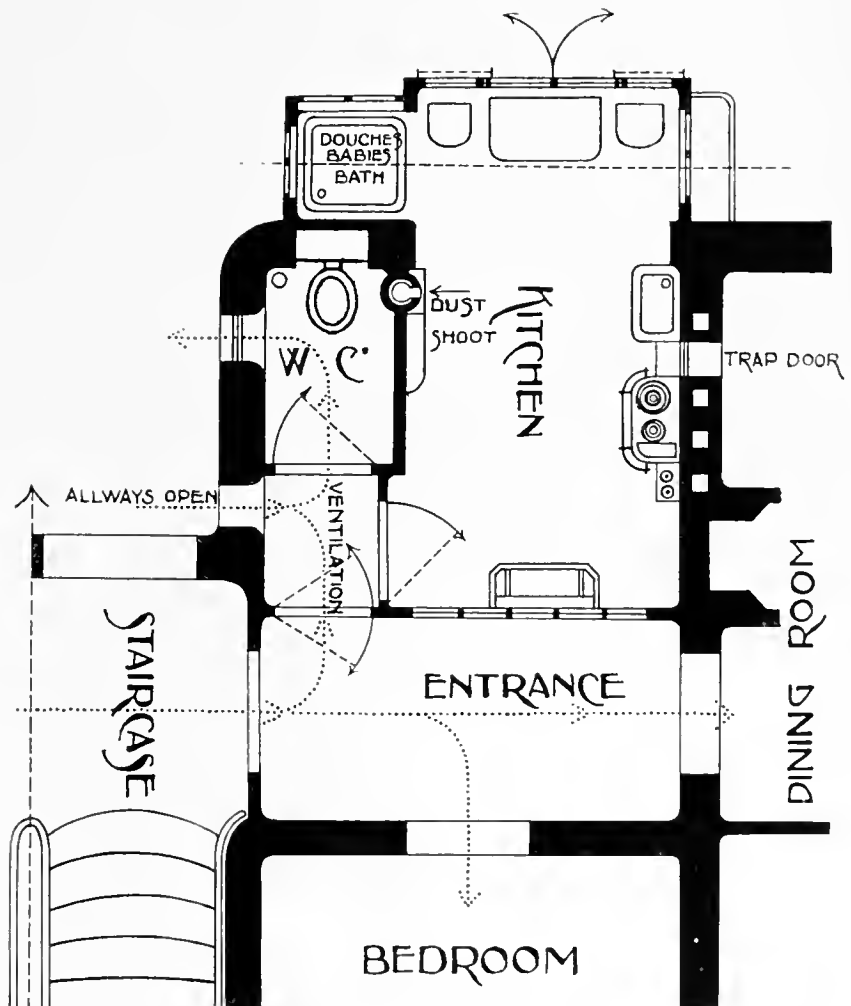 DOUCHES
BABIES
BATH
DUST
SHOOT
KITCHEN
W C.
TRAP DOOR
ALLWAYS OPEN
VENTILATION
STAIRCASE
ENTRANCE
DINING ROOM
BEDROOM